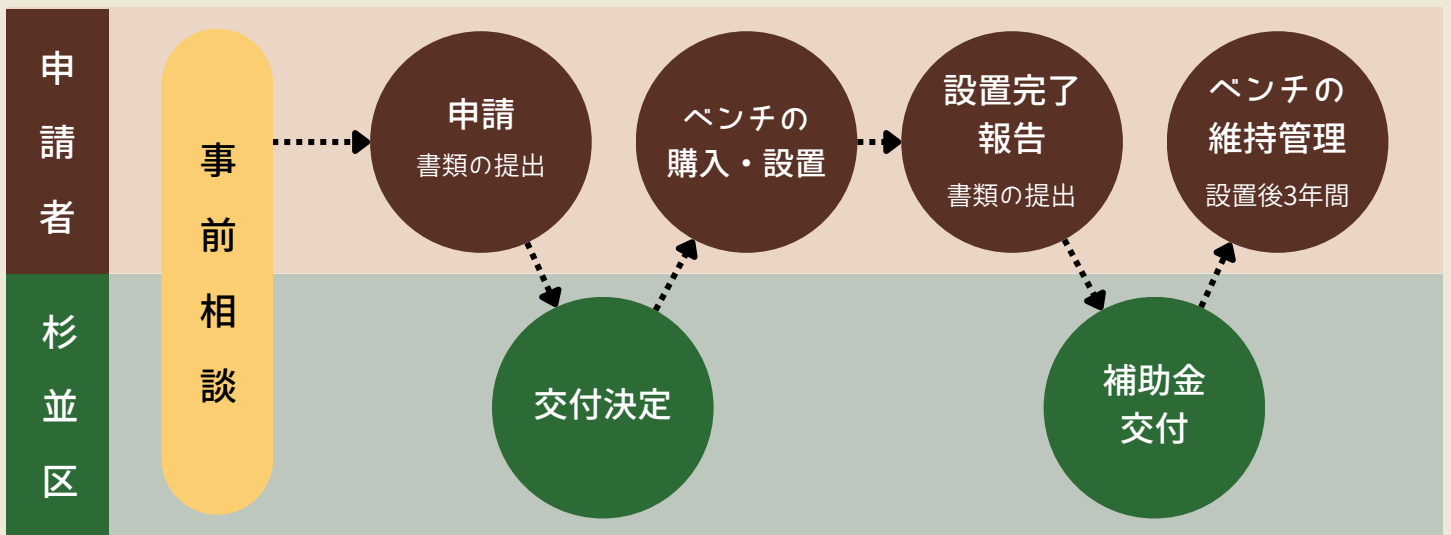 申請者
事前相談
申請
書類の提出
ベンチの
購入・設置
設置完了
報告
書類の提出
ベンチの
維持管理
設置後3年間
杉並区
交付決定
補助金
交付